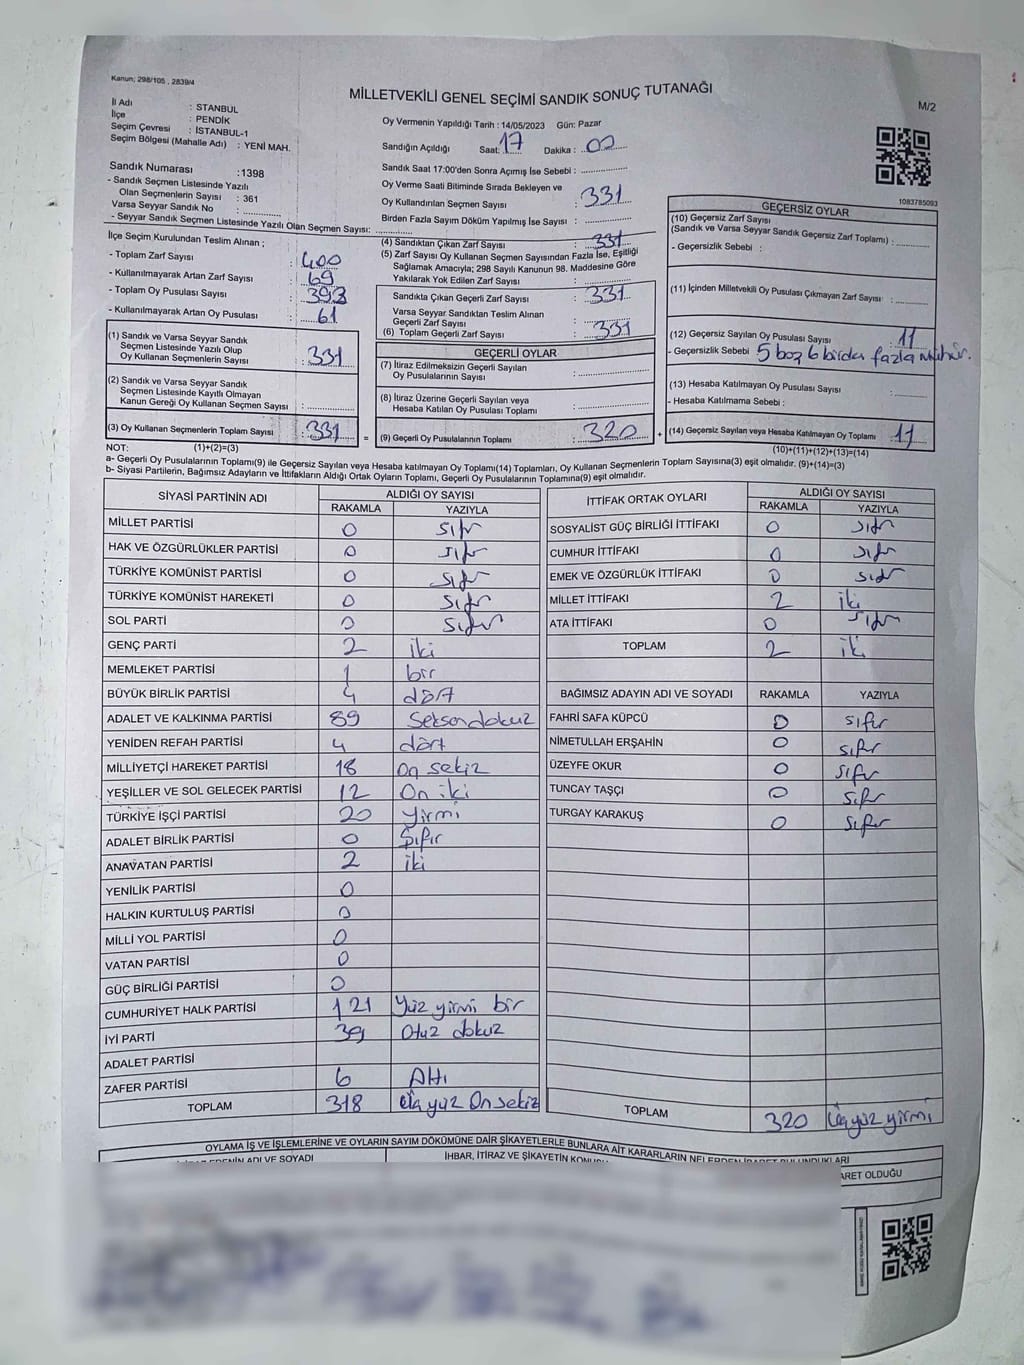 Kanun; 298/105 , 2839/4
MİLLETVEKİLİ GENEL SEÇİMİ SANDIK SONUÇ TUTANAĞI
M/2
İl Adı : STANBUL
İlçe : PENDİK
Seçim Çevresi : İSTANBUL-1
Seçim Bölgesi (Mahalle Adı) : YENİ MAH.
Sandık Numarası :1398
- Sandık Seçmen Listesinde Yazılı
Olan Seçmenlerin Sayısı : 361
Varsa Seyyar Sandık No : ..............
- Seyyar Sandık Seçmen Listesinde Yazılı Olan Seçmen Sayısı: ..............
Oy Vermenin Yapıldığı Tarih : 14/05/2023 Gün: Pazar
Sandığın Açıldığı Saat: 17 Dakika : 00
Sandık Saat 17:00'den Sonra Açımış İse Sebebi : ..............
Oy Verme Saati Bitiminde Sırada Bekleyen ve
Oy Kullandırılan Seçmen Sayısı : 331
Birden Fazla Sayım Döküm Yapılmış İse Sayısı : ..............
1083785093
İlçe Seçim Kurulundan Teslim Alınan ;
- Toplam Zarf Sayısı : 400
- Kullanılmayarak Artan Zarf Sayısı : 69
- Toplam Oy Pusulası Sayısı : 392
- Kullanılmayarak Artan Oy Pusulası : 61
(4) Sandıktan Çıkan Zarf Sayısı : 331
(5) Zarf Sayısı Oy Kullanan Seçmen Sayısından Fazla İse, Eşitliği
Sağlamak Amacıyla; 298 Sayılı Kanunun 98. Maddesine Göre
Yakılarak Yok Edilen Zarf Sayısı : ..............
Sandıkta Çıkan Geçerli Zarf Sayısı : 331
Varsa Seyyar Sandıktan Teslim Alınan
Geçerli Zarf Sayısı : ..............
(6) Toplam Geçerli Zarf Sayısı : 331
GEÇERSİZ OYLAR
(10) Geçersiz Zarf Sayısı
(Sandık ve Varsa Seyyar Sandık Geçersiz Zarf Toplamı) : ..............
- Geçersizlik Sebebi :
(11) İçinden Milletvekili Oy Pusulası Çıkmayan Zarf Sayısı : ..............
(12) Geçersiz Sayılan Oy Pusulası Sayısı : 11
- Geçersizlik Sebebi 5 boş 6 birden fazla mühür.
(13) Hesaba Katılmayan Oy Pusulası Sayısı : ..............
- Hesaba Katılmama Sebebi :
(14) Geçersiz Sayılan veya Hesaba Katılmayan Oy Toplamı 11
(10)+(11)+(12)+(13)=(14)
(1) Sandık ve Varsa Seyyar Sandık
Seçmen Listesinde Yazılı Olup
Oy Kullanan Seçmenlerin Sayısı : 331
(2) Sandık ve Varsa Seyyar Sandık
Seçmen Listesinde Kayıtlı Olmayan
Kanun Gereği Oy Kullanan Seçmen Sayısı : ..............
(3) Oy Kullanan Seçmenlerin Toplam Sayısı : 331
(1)+(2)=(3)
GEÇERLİ OYLAR
(7) İtiraz Edilmeksizin Geçerli Sayılan
Oy Pusulalarının Sayısı : ..............
(8) İtiraz Üzerine Geçerli Sayılan veya
Hesaba Katılan Oy Pusulası Toplamı : ..............
= (9) Geçerli Oy Pusulalarının Toplamı : 320 +
NOT:
a- Geçerli Oy Pusulalarının Toplamı(9) ile Geçersiz Sayılan veya Hesaba katılmayan Oy Toplamı(14) Toplamları, Oy Kullanan Seçmenlerin Toplam Sayısına(3) eşit olmalıdır. (9)+(14)=(3)
b- Siyasi Partilerin, Bağımsız Adayların ve İttifakların Aldığı Ortak Oyların Toplamı, Geçerli Oy Pusulalarının Toplamına(9) eşit olmalıdır.
SİYASİ PARTİNİN ADI ALDIĞI OY SAYISI
RAKAMLA YAZIYLA
MİLLET PARTİSİ 0 sıfır
HAK VE ÖZGÜRLÜKLER PARTİSİ 0 sıfır
TÜRKİYE KOMÜNİST PARTİSİ 0 sıfır
TÜRKİYE KOMÜNİST HAREKETİ 0 sıfır
SOL PARTİ 0 sıfır
GENÇ PARTİ 2 iki
MEMLEKET PARTİSİ 1 bir
BÜYÜK BİRLİK PARTİSİ 4 dört
ADALET VE KALKINMA PARTİSİ 89 Seksendokuz
YENİDEN REFAH PARTİSİ 4 dört
MİLLİYETÇİ HAREKET PARTİSİ 18 On sekiz
YEŞİLLER VE SOL GELECEK PARTİSİ 12 On iki
TÜRKİYE İŞÇİ PARTİSİ 20 Yirmi
ADALET BİRLİK PARTİSİ 0 Sıfır
ANAVATAN PARTİSİ 2 iki
YENİLİK PARTİSİ 0
HALKIN KURTULUŞ PARTİSİ 0
MİLLİ YOL PARTİSİ 0
VATAN PARTİSİ 0
GÜÇ BİRLİĞİ PARTİSİ 0
CUMHURİYET HALK PARTİSİ 121 Yüz yirmi bir
İYİ PARTİ 39 Otuz dokuz
ADALET PARTİSİ
ZAFER PARTİSİ 6 Altı
TOPLAM 318 Üçyüz Onsekiz
İTTİFAK ORTAK OYLARI ALDIĞI OY SAYISI
RAKAMLA YAZIYLA
SOSYALİST GÜÇ BİRLİĞİ İTTİFAKI 0 sıfır
CUMHUR İTTİFAKI 0 sıfır
EMEK VE ÖZGÜRLÜK İTTİFAKI 0 sıfır
MİLLET İTTİFAKI 2 iki
ATA İTTİFAKI 0 sıfır
TOPLAM 2 iki
BAĞIMSIZ ADAYIN ADI VE SOYADI RAKAMLA YAZIYLA
FAHRİ SAFA KÜPCÜ 0 sıfır
NİMETULLAH ERŞAHİN 0 sıfır
ÜZEYFE OKUR 0 sıfır
TUNCAY TAŞÇI 0 sıfır
TURGAY KARAKUŞ 0 sıfır
TOPLAM 320 Üçyüz yirmi
OYLAMA İŞ VE İŞLEMLERİNE VE OYLARIN SAYIM DÖKÜMÜNE DAİR ŞİKAYETLERLE BUNLARA AİT KARARLARIN NELERDEN İBARET BULUNDUKLARI
ADI VE SOYADI İHBAR, İTİRAZ VE ŞİKAYETİN KONUSU
OLDUĞU